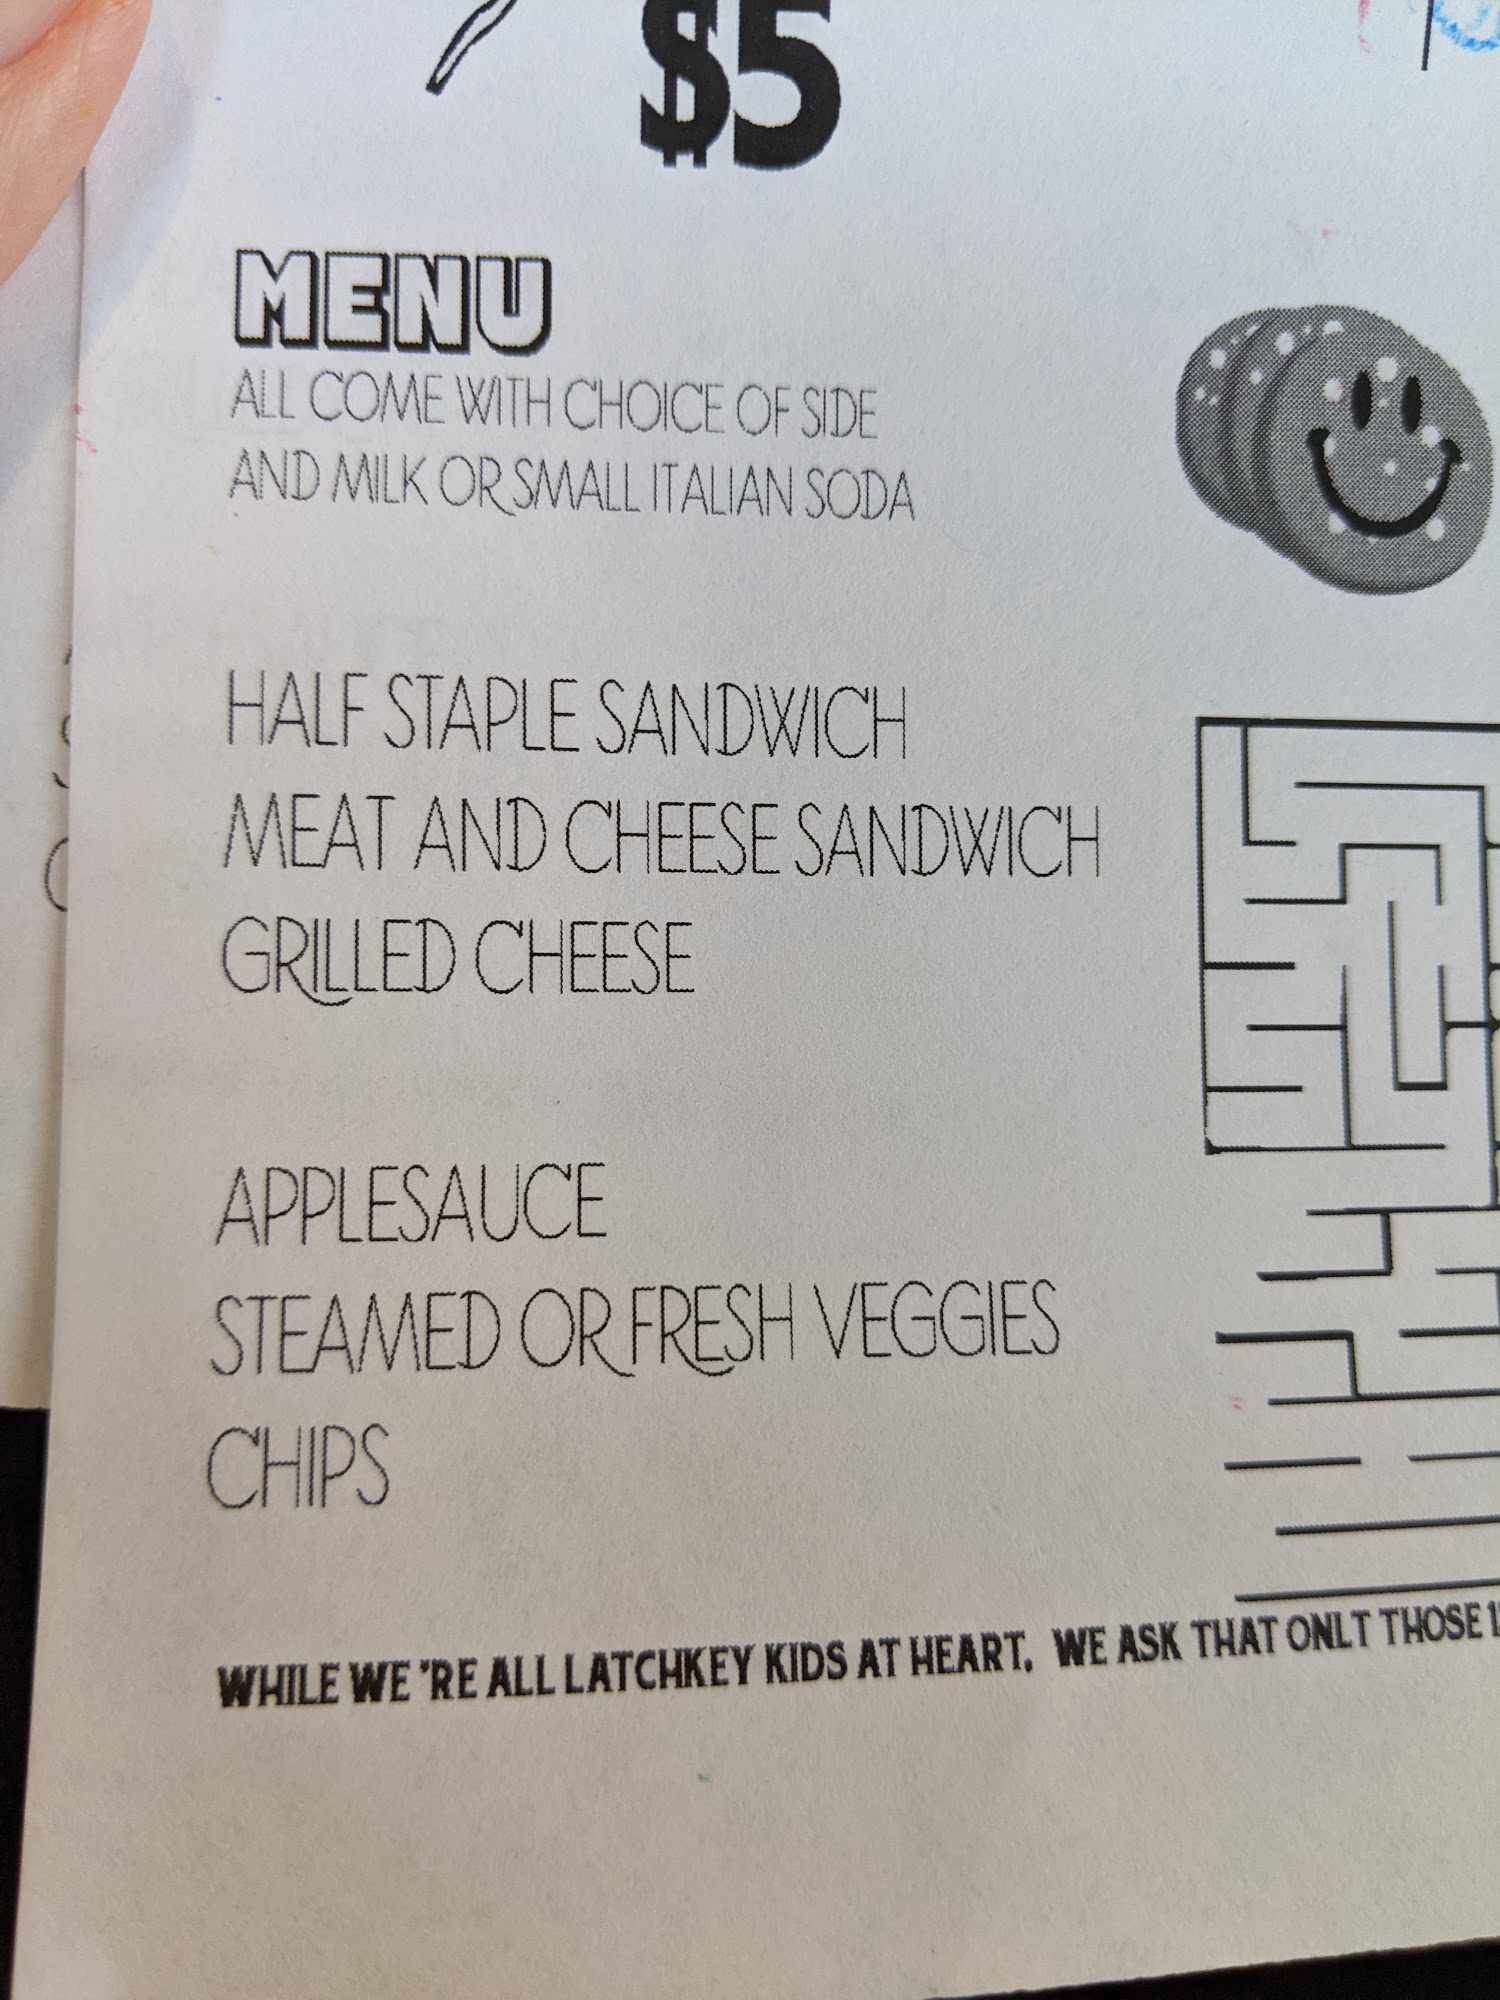 $5
MENU
ALL COME WITH CHOICE OF SIDE
AND MILK OR SMALL ITALIAN SODA
HALF STAPLE SANDWICH
MEAT AND CHEESE SANDWICH
GRILLED CHEESE
APPLESAUCE
STEAMED OR FRESH VEGGIES
CHIPS
WHILE WE 'RE ALL LATCHKEY KIDS AT HEART. WE ASK THAT ONLT THOSE